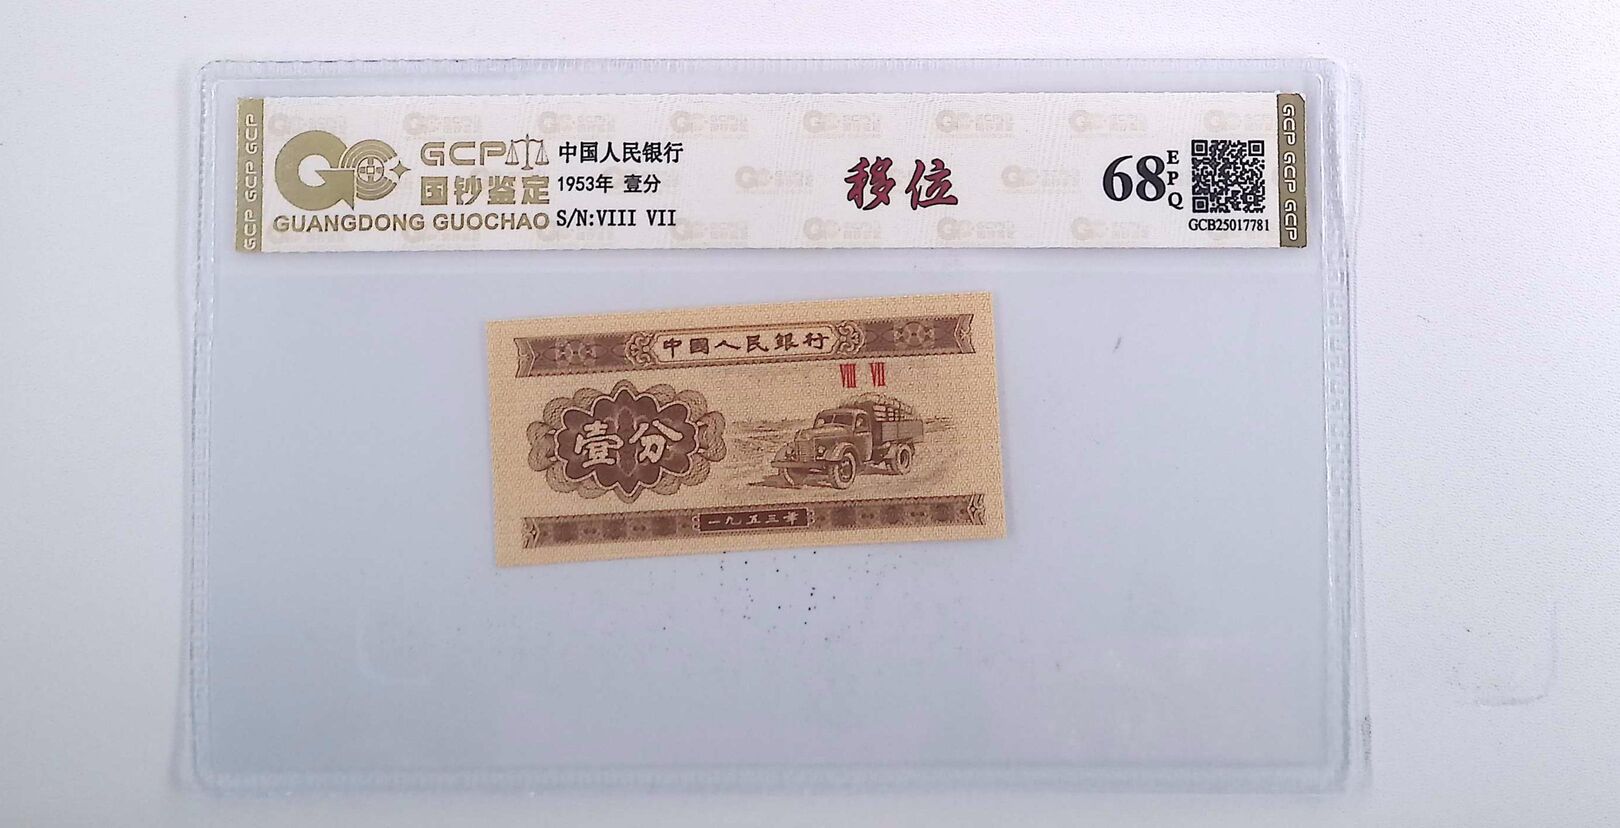 GCP GCP GCP
GCP
国钞鉴定
GUANGDONG GUOCHAO
中国人民银行
1953年 壹分
S/N:VIII VII
移位
68
EPQ
GCB25017781
GCP GCP GCP
中國人民銀行
VIII VII
壹分
一九五三年